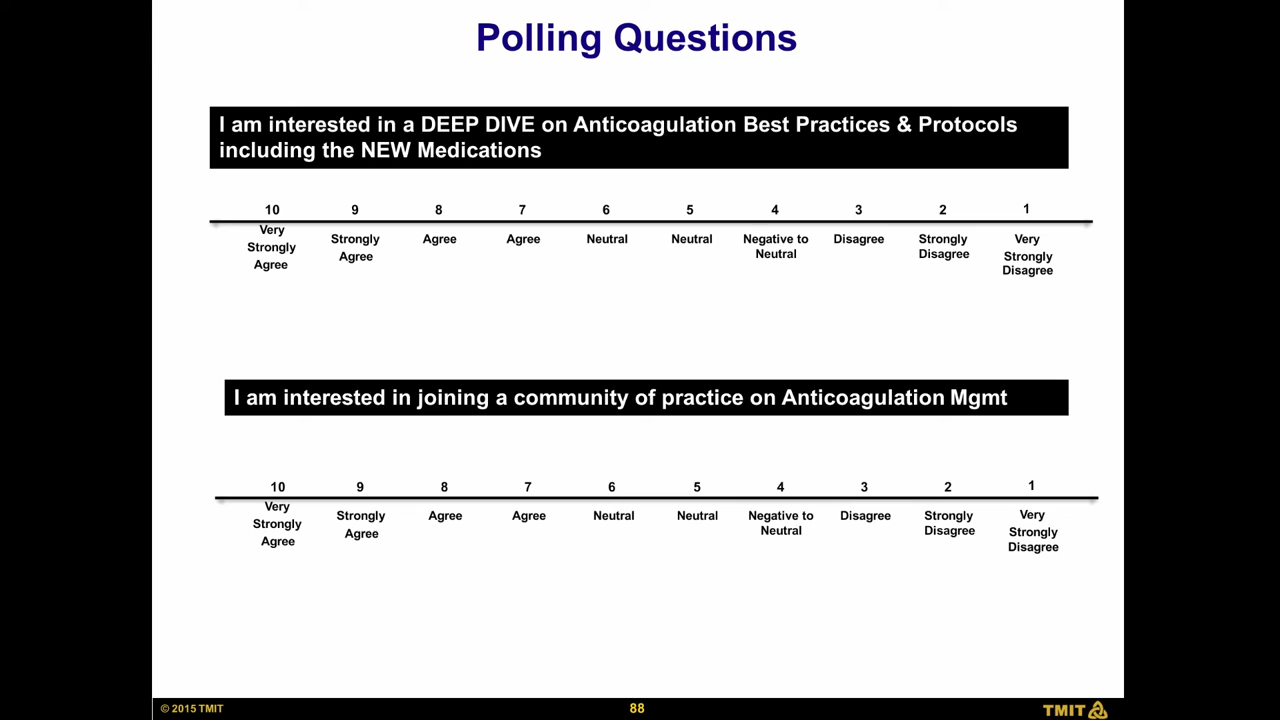 Polling Questions
I am interested in a DEEP DIVE on Anticoagulation Best Practices & Protocols
including the NEW Medications
10 9 8 7 6 5 4 3 2 1
Very Strongly Agree
Strongly Agree
Agree
Agree
Neutral
Neutral
Negative to Neutral
Disagree
Strongly Disagree
Very Strongly Disagree
I am interested in joining a community of practice on Anticoagulation Mgmt
10 9 8 7 6 5 4 3 2 1
Very Strongly Agree
Strongly Agree
Agree
Agree
Neutral
Neutral
Negative to Neutral
Disagree
Strongly Disagree
Very Strongly Disagree
© 2015 TMIT
88
TMIT